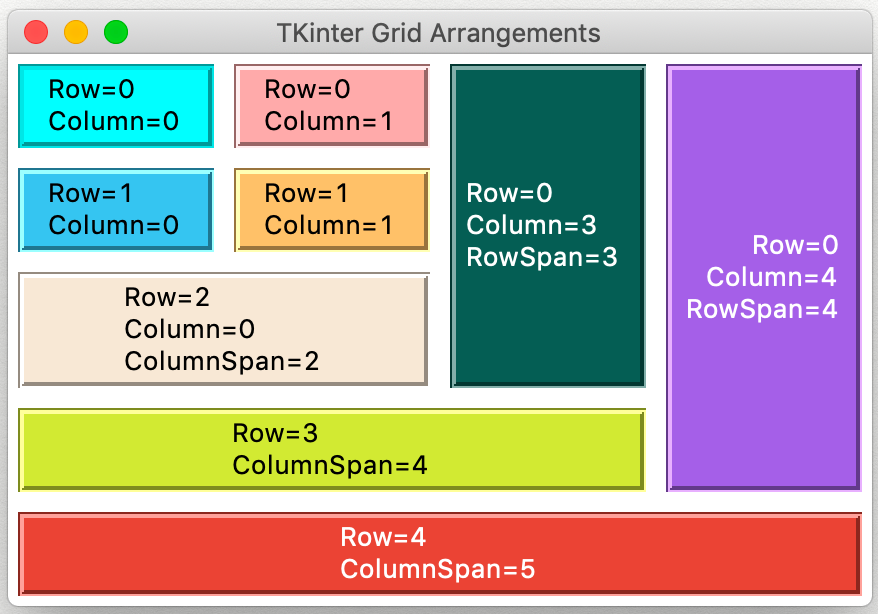 TKinter Grid Arrangements
Row=0
Column=0
Row=0
Column=1
Row=0
Column=3
RowSpan=3
Row=0
Column=4
RowSpan=4
Row=1
Column=0
Row=1
Column=1
Row=2
Column=0
ColumnSpan=2
Row=3
ColumnSpan=4
Row=4
ColumnSpan=5